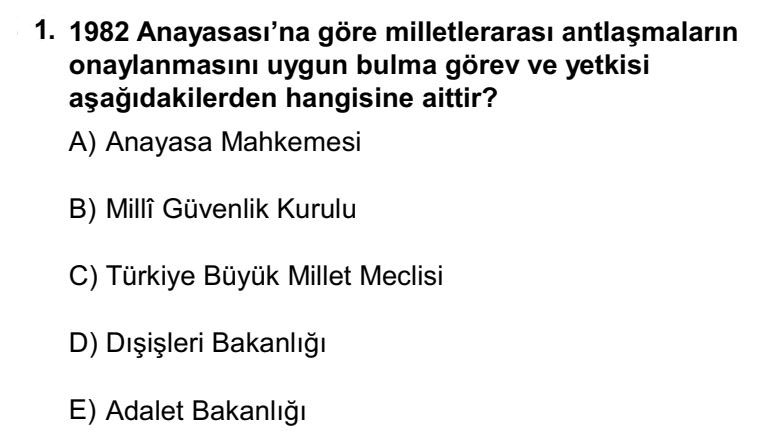 1. 1982 Anayasası’na göre milletlerarası antlaşmaların
onaylanmasını uygun bulma görev ve yetkisi
aşağıdakilerden hangisine aittir?
A) Anayasa Mahkemesi
B) Millî Güvenlik Kurulu
C) Türkiye Büyük Millet Meclisi
D) Dışişleri Bakanlığı
E) Adalet Bakanlığı